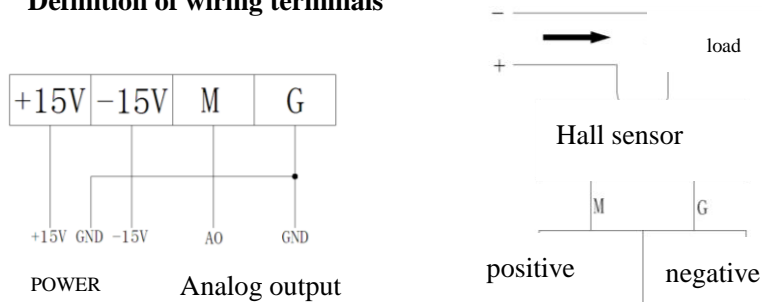 Definition of wiring terminals
+15V -15V M G
+15V GND -15V AO GND
POWER Analog output
− load
+
Hall sensor
M G
positive negative